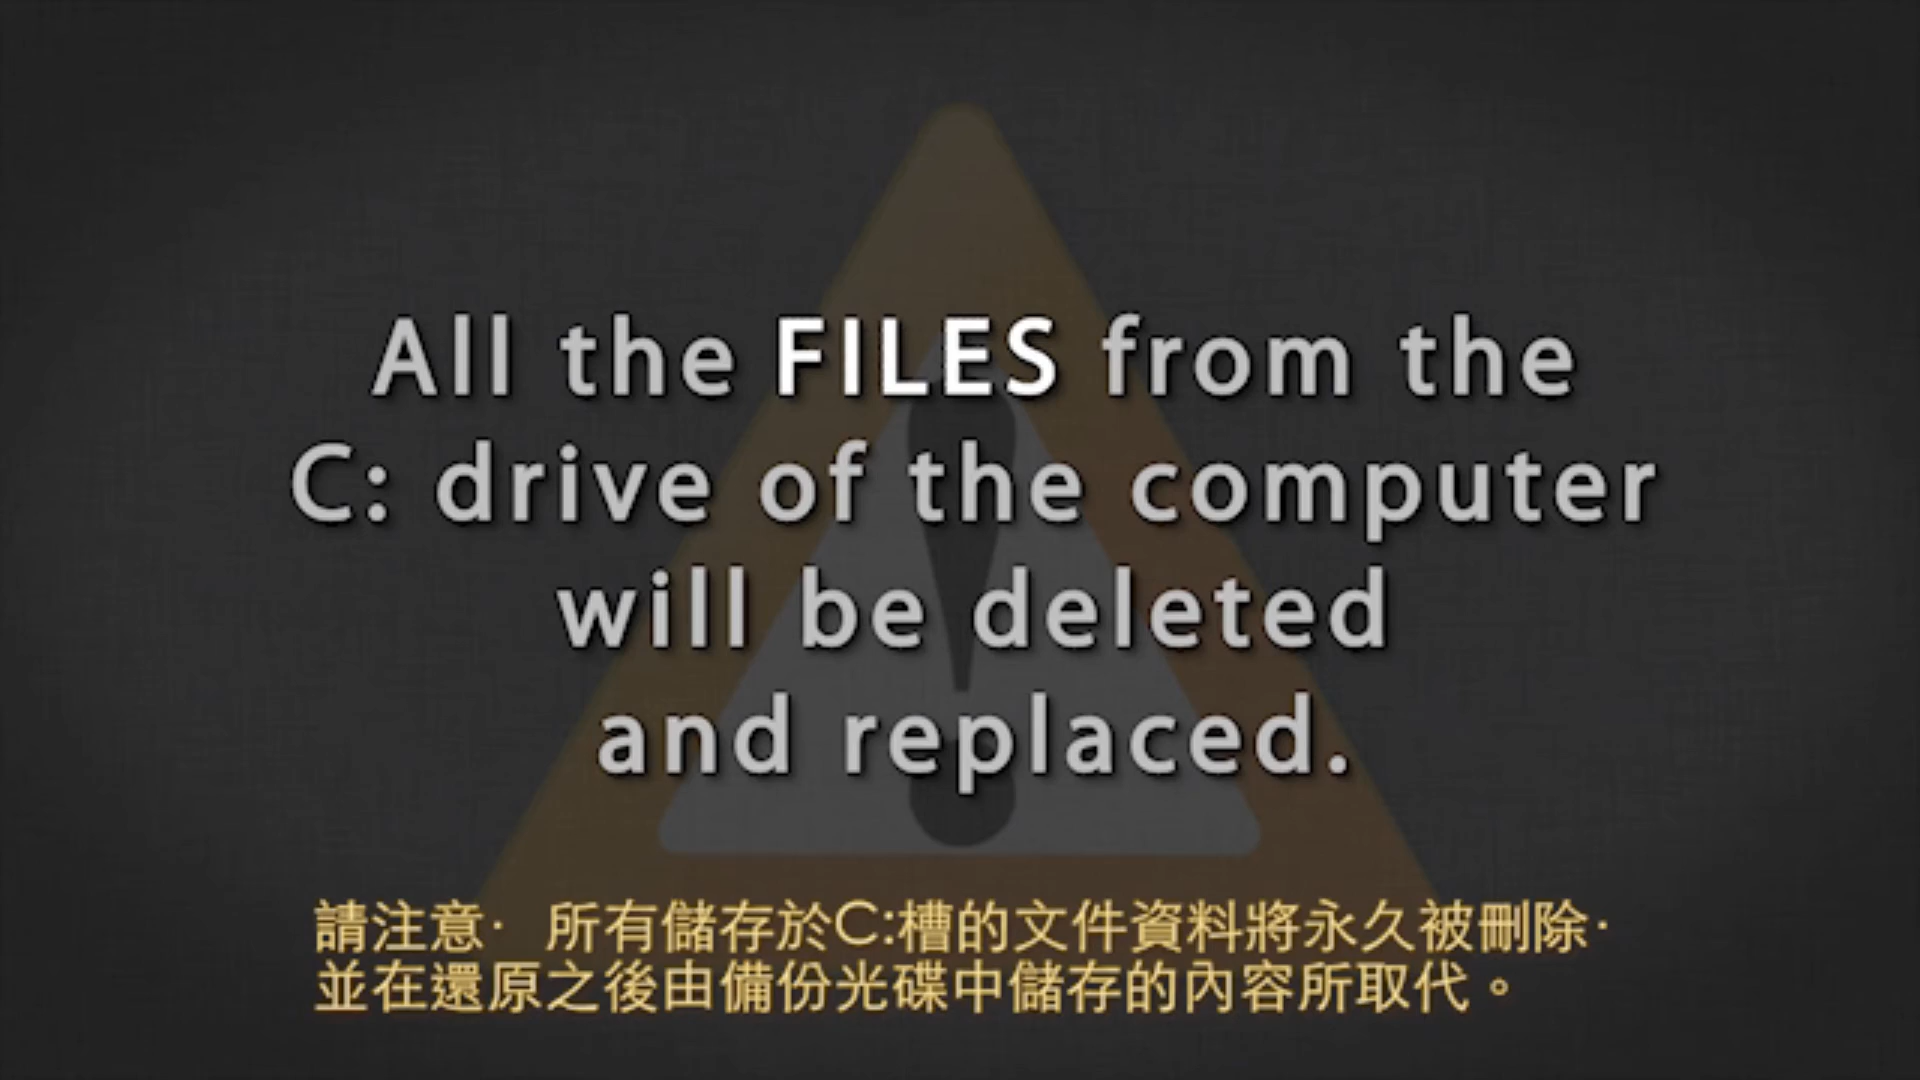 All the FILES from the
C: drive of the computer
will be deleted
and replaced.
請注意· 所有儲存於C:槽的文件資料將永久被刪除·
並在還原之後由備份光碟中儲存的內容所取代。